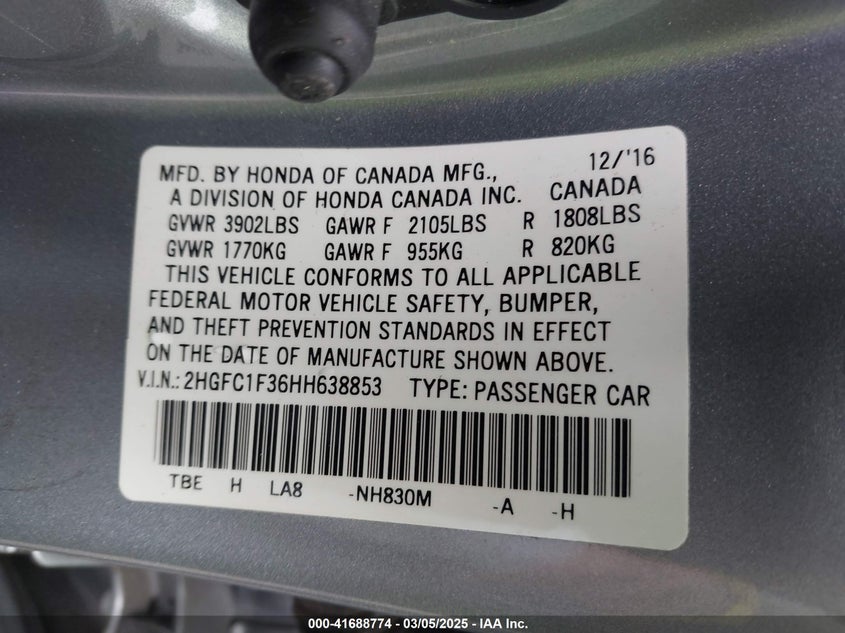 MFD. BY HONDA OF CANADA MFG., 12/'16
A DIVISION OF HONDA CANADA INC. CANADA
GVWR 3902LBS GAWR F 2105LBS R 1808LBS
GVWR 1770KG GAWR F 955KG R 820KG
THIS VEHICLE CONFORMS TO ALL APPLICABLE
FEDERAL MOTOR VEHICLE SAFETY, BUMPER,
AND THEFT PREVENTION STANDARDS IN EFFECT
ON THE DATE OF MANUFACTURE SHOWN ABOVE.
V.I.N.: 2HGFC1F36HH638853 TYPE: PASSENGER CAR
TBE H LA8 -NH830M -A -H
000-41688774 — 03/05/2025 - IAA Inc.